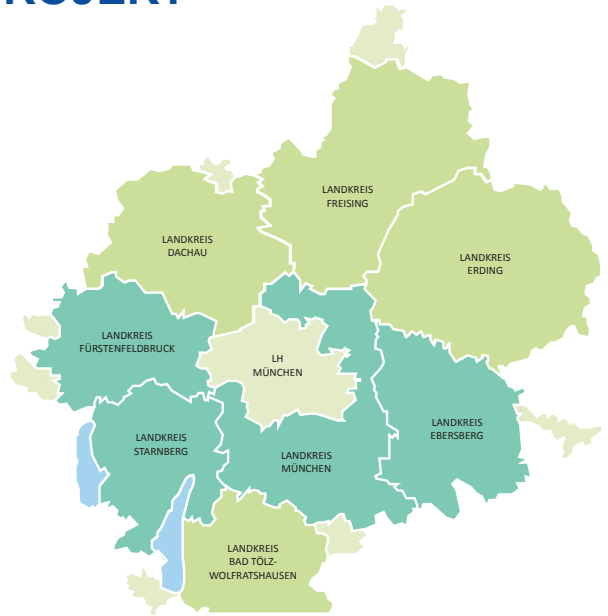 LANDKREIS
FREISING
LANDKREIS
DACHAU
LANDKREIS
ERDING
LANDKREIS
FÜRSTENFELDBRUCK
LH
MÜNCHEN
LANDKREIS
EBERSBERG
LANDKREIS
STARNBERG
LANDKREIS
MÜNCHEN
LANDKREIS
BAD TÖLZ-
WOLFRATSHAUSEN